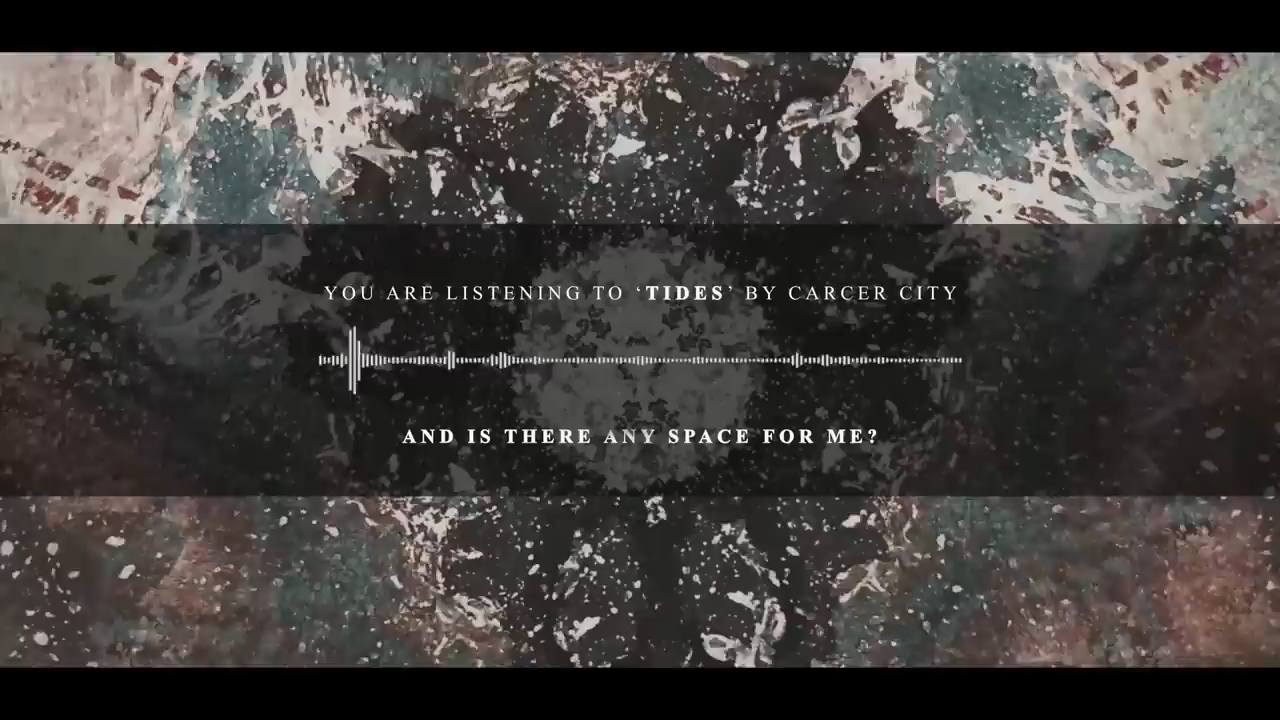 YOU ARE LISTENING TO ‘TIDES’ BY CARCER CITY
AND IS THERE ANY SPACE FOR ME?